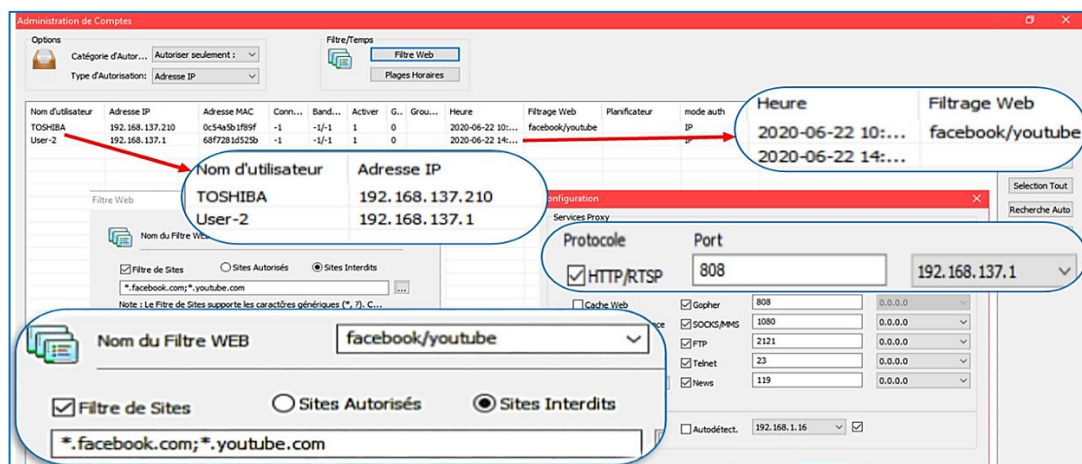 Administration de Comptes
Options
Catégorie d'Autor... Autoriser seulement :
Type d'Autorisation: Adresse IP
Filtre/Temps
Filtre Web
Plages Horaires
Nom d'utilisateur Adresse IP Adresse MAC Conn... Band... Activer G.. Grou... Heure Filtrage Web Planificateur mode auth
TOSHIBA 192.168.137.210 0c54a5b1f89f -1 -1/-1 1 0 2020-06-22 10:... facebook/youtube IP
User-2 192.168.137.1 68f7281d525b -1 -1/-1 1 0 2020-06-22 14:... IP
Heure Filtrage Web
2020-06-22 10:... facebook/youtube
2020-06-22 14:...
Nom d'utilisateur Adresse IP
TOSHIBA 192.168.137.210
User-2 192.168.137.1
Selection Tout
Recherche Auto
Filtre Web
Nom du Filtre WE
Filtre de Sites Sites Autorisés Sites Interdits
*.facebook.com;*.youtube.com
...
Note : Le Fitre de Sites supporte les caractêres génériques (*, ?). C...
onfiguration
Services Proxy
Protocole Port
HTTP/RTSP 808 192.168.137.1
Cache Web Gopher 808 0.0.0.0
SOCKS/MMS 1080 0.0.0.0
FTP 2121 0.0.0.0
Telnet 23 0.0.0.0
News 119 0.0.0.0
Autodétect. 192.168.1.16
Nom du Filtre WEB facebook/youtube
Filtre de Sites Sites Autorisés Sites Interdits
*.facebook.com;*.youtube.com